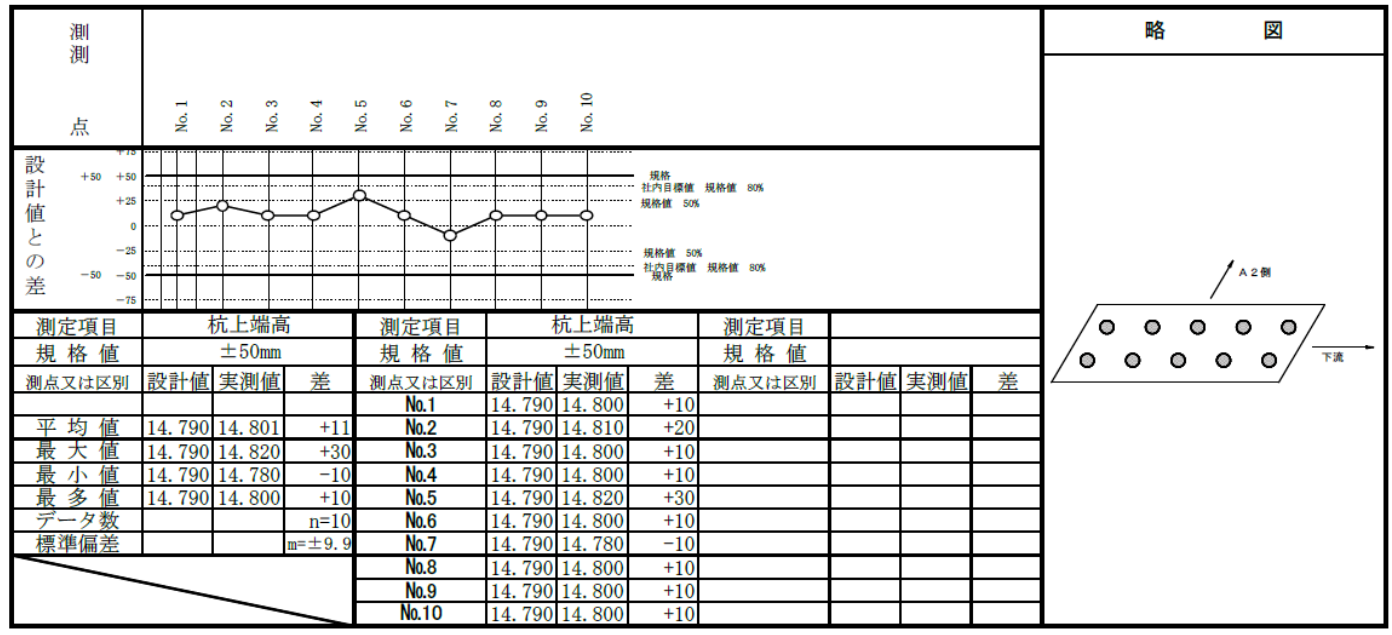 測
測
点
No.1 No.2 No.3 No.4 No.5 No.6 No.7 No.8 No.9 No.10
略 図
設計値との差
+75
+50 +50
+25
0
-25
-50 -50
-75
規格
社内目標値 規格値 80%
規格値 50%
規格値 50%
社内目標値 規格値 80%
規格
A2側
下流
測定項目 杭上端高 測定項目 杭上端高 測定項目
規格値 ±50mm 規格値 ±50mm 規格値
測点又は区別 設計値 実測値 差 測点又は区別 設計値 実測値 差 測点又は区別 設計値 実測値 差
No.1 14.790 14.800 +10
平均値 14.790 14.801 +11 No.2 14.790 14.810 +20
最大値 14.790 14.820 +30 No.3 14.790 14.800 +10
最小値 14.790 14.780 -10 No.4 14.790 14.800 +10
最多値 14.790 14.800 +10 No.5 14.790 14.820 +30
データ数 n=10 No.6 14.790 14.800 +10
標準偏差 m=±9.9 No.7 14.790 14.780 -10
No.8 14.790 14.800 +10
No.9 14.790 14.800 +10
No.10 14.790 14.800 +10